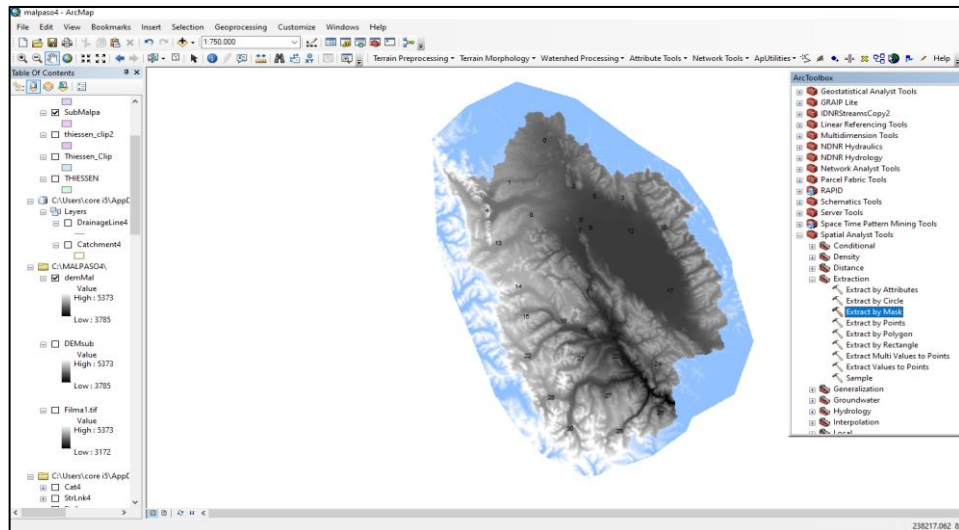 malpaso4 - ArcMap
File Edit View Bookmarks Insert Selection Geoprocessing Customize Windows Help
1:750.000
Terrain Preprocessing Terrain Morphology Watershed Processing Attribute Tools Network Tools ApUtilities Help
Table Of Contents
SubMalpa
thiessen_clip2
Thiessen_Clip
THIESSEN
C:\Users\core i5\AppD
Layers
DrainageLine4
Catchment4
C:\MALPASO4\
demMal
Value
High : 5373
Low : 3785
DEMsub
Value
High : 5373
Low : 3785
Filma1.tif
Value
High : 5373
Low : 3172
C:\Users\core i5\AppD
Cat4
StrLnk4
ArcToolbox
Geostatistical Analyst Tools
GRAIP Lite
IDNRStreamsCopy2
Linear Referencing Tools
Multidimension Tools
NDNR Hydraulics
NDNR Hydrology
Network Analyst Tools
Parcel Fabric Tools
RAPID
Schematics Tools
Server Tools
Space Time Pattern Mining Tools
Spatial Analyst Tools
Conditional
Density
Distance
Extraction
Extract by Attributes
Extract by Circle
Extract by Mask
Extract by Points
Extract by Polygon
Extract by Rectangle
Extract Multi Values to Points
Extract Values to Points
Sample
Generalization
Groundwater
Hydrology
Interpolation
Local
238217.062 8